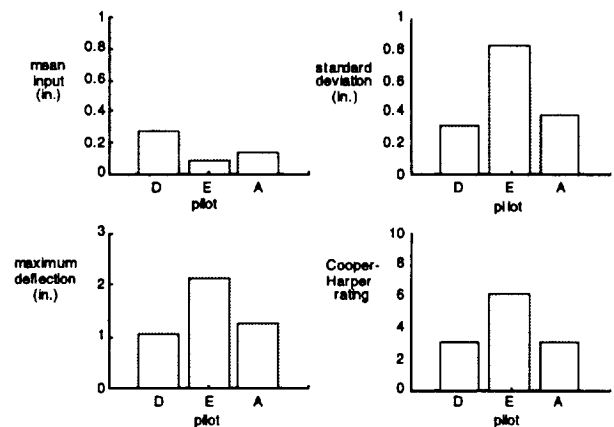 1
0.8
0.6
0.4
0.2
0
mean
input
(in.)
D E A
pilot
1
0.8
0.6
0.4
0.2
0
standard
deviation
(in.)
D E A
pilot
3
2
1
0
maximum
deflection
(in.)
D E A
pilot
10
8
6
4
2
0
Cooper-
Harper
rating
D E A
pilot